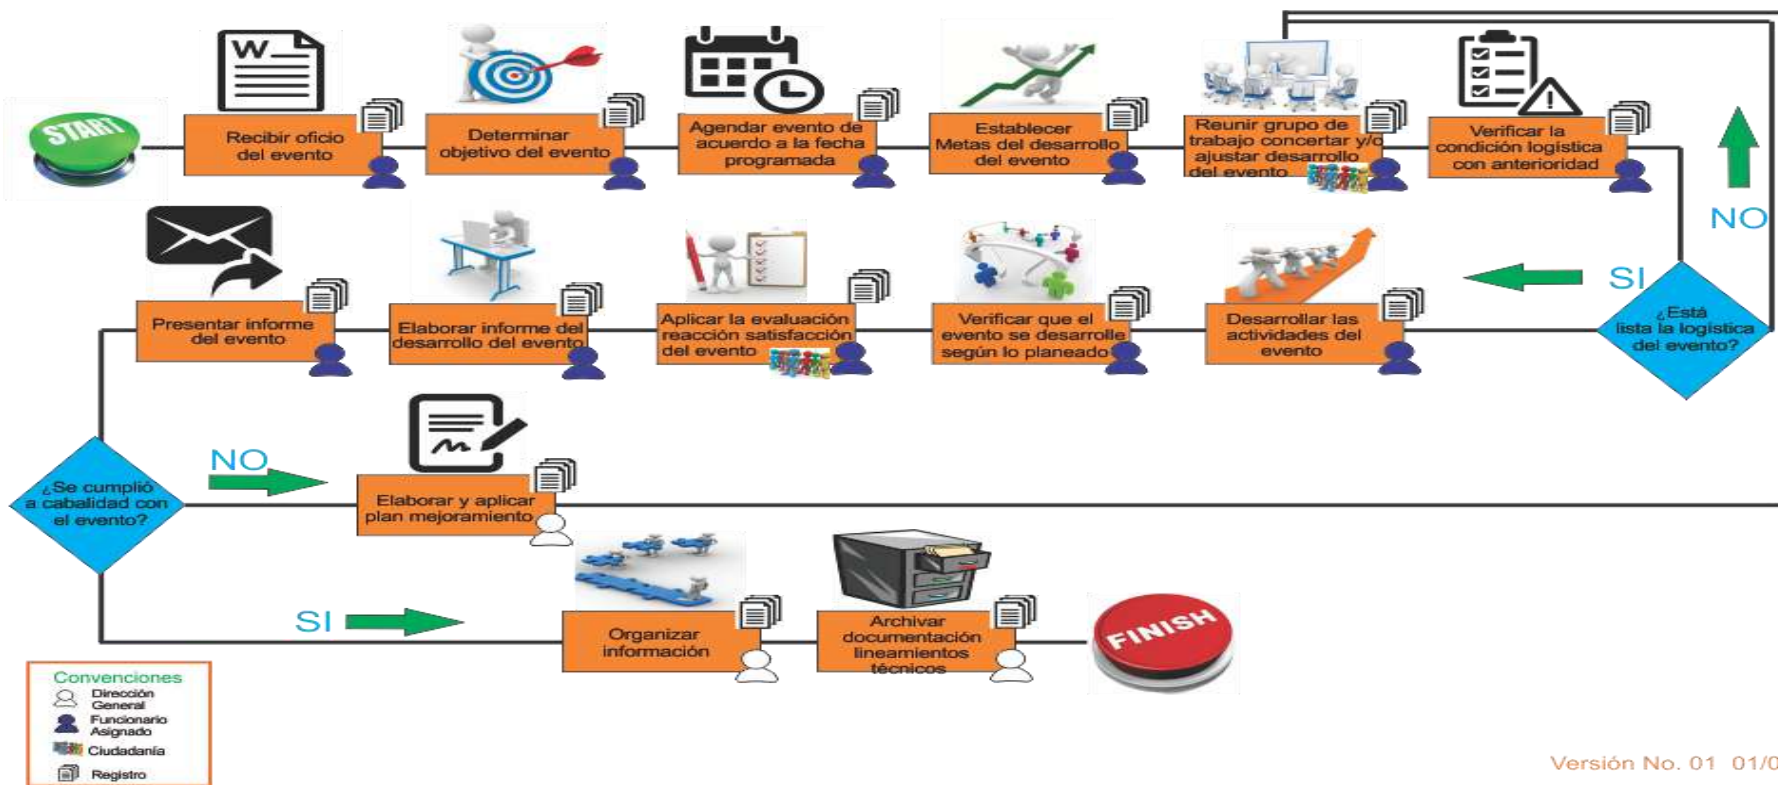 W
START
Recibir oficio
del evento
Determinar
objetivo del evento
Agendar evento de
acuerdo a la fecha
programada
Establecer
Metas del desarrollo
del evento
Reunir grupo de
trabajo concertar y/o
ajustar desarrollo
del evento
Verificar la
condición logística
con anterioridad
NO
SI
¿Está
lista la logística
del evento?
Desarrollar las
actividades del
evento
Verificar que el
evento se desarrolle
según lo planeado
Aplicar la evaluación
reacción satisfacción
del evento
Elaborar informe del
desarrollo del evento
Presentar informe
del evento
¿Se cumplió
a cabalidad con
el evento?
NO
Elaborar y aplicar
plan mejoramiento
SI
Organizar
información
Archivar
documentación
lineamientos
técnicos
FINISH
Convenciones
Dirección
General
Funcionario
Asignado
Ciudadanía
Registro
Versión No. 01 01/0